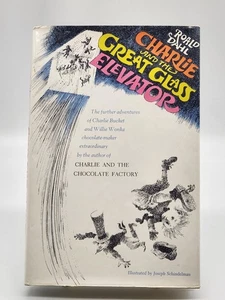 ROALD
DAHL
CHARLIE
AND THE
GREAT GLASS
ELEVATOR
The further adventures
of Charlie Bucket
and Willie Wonka
chocolate-maker
extraordinary
by the author of
CHARLIE AND THE
CHOCOLATE FACTORY
Illustrated by Joseph Schindelman